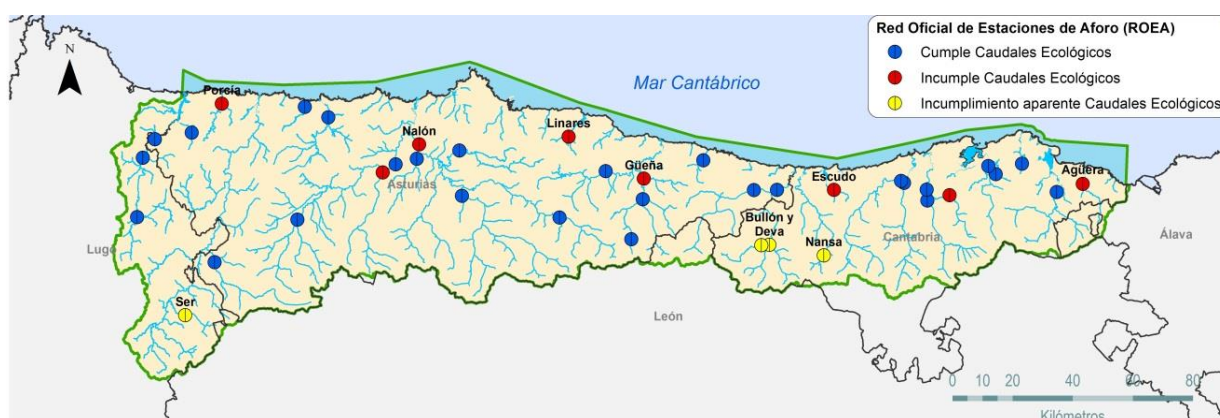 Red Oficial de Estaciones de Aforo (ROEA)
Cumple Caudales Ecológicos
Incumple Caudales Ecológicos
Incumplimiento aparente Caudales Ecológicos
N
Mar Cantábrico
Porcía
Nalón
Linares
Güeña
Escudo
Agüera
Asturias
Bullón y
Deva
Nansa
Cantabria
Álava
Lugo
Ser
León
0 10 20 40 60 80
Kilómetros